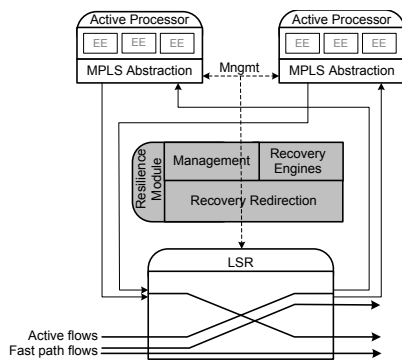 Active Processor
EE EE EE
MPLS Abstraction
Mngmt
Active Processor
EE EE EE
MPLS Abstraction
Resilience
Module
Management
Recovery
Engines
Recovery Redirection
LSR
Active flows
Fast path flows